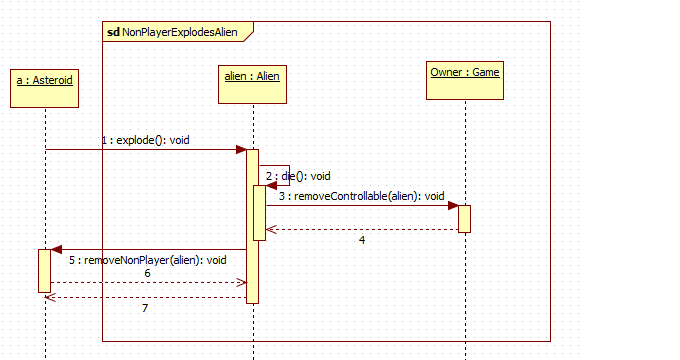 sd NonPlayerExplodesAlien
a : Asteroid
alien : Alien
Owner : Game
1 : explode(): void
2 : die(): void
3 : removeControllable(alien): void
4
5 : removeNonPlayer(alien): void
6
7